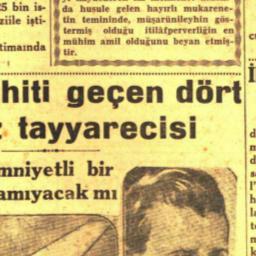 25 bin is-
ziile işti-
timaında
da husule gelen hayırlı mukarene-
tin temininde, müşarünileyhin gös-
termiş olduğu itilâfperverliğin en
mühim amil olduğunu beyan etmiş-
tir.
hiti geçen dört
tayyarecisi
mniyetli bir
amıyacak mı